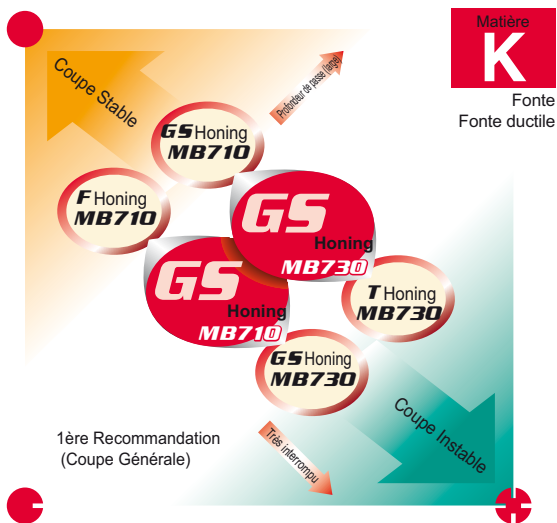 Matière
K
Fonte
Fonte ductile
Coupe Stable
Profondeur de passe (large)
GS Honing
MB710
F Honing
MB710
GS
Honing
MB730
GS
Honing
MB710
T Honing
MB730
GS Honing
MB730
Coupe Instable
Très interrompu
1ère Recommandation
(Coupe Générale)